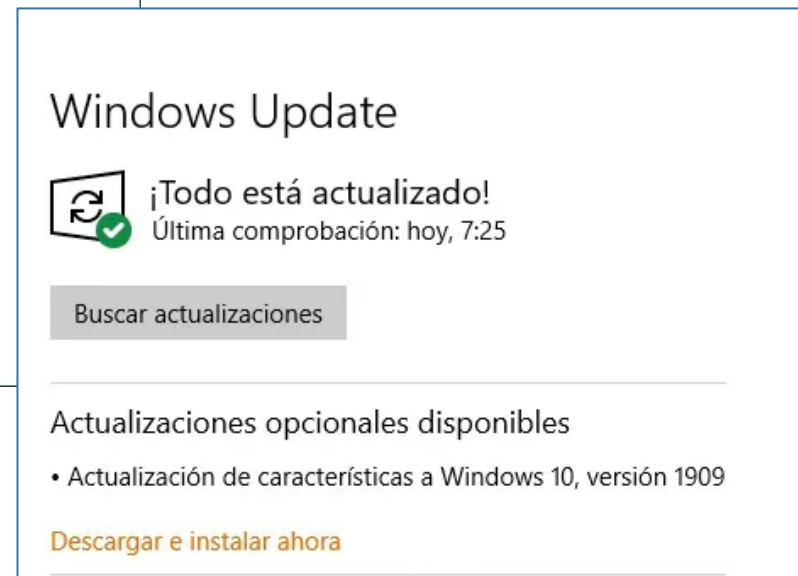 Windows Update
¡Todo está actualizado!
Última comprobación: hoy, 7:25
Buscar actualizaciones
Actualizaciones opcionales disponibles
• Actualización de características a Windows 10, versión 1909
Descargar e instalar ahora